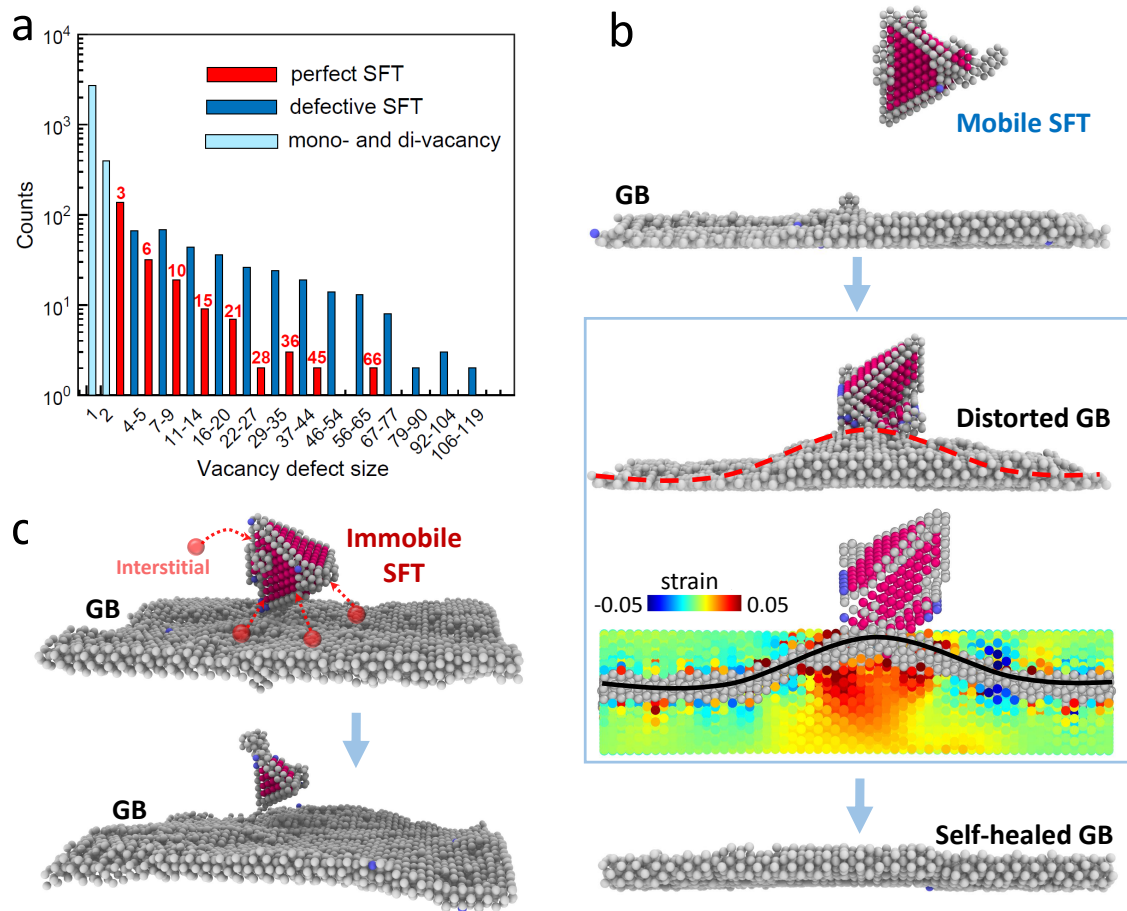 a
10⁴
10³
10²
10¹
10⁰
Counts
perfect SFT
defective SFT
mono- and di-vacancy
3
6
10
15
21
28
36
45
66
1
2
4-5
7-9
11-14
16-20
22-27
29-35
37-44
46-54
56-65
67-77
79-90
92-104
106-119
Vacancy defect size
b
Mobile SFT
GB
Distorted GB
strain
-0.05 0.05
Self-healed GB
c
Interstitial
Immobile
SFT
GB
GB